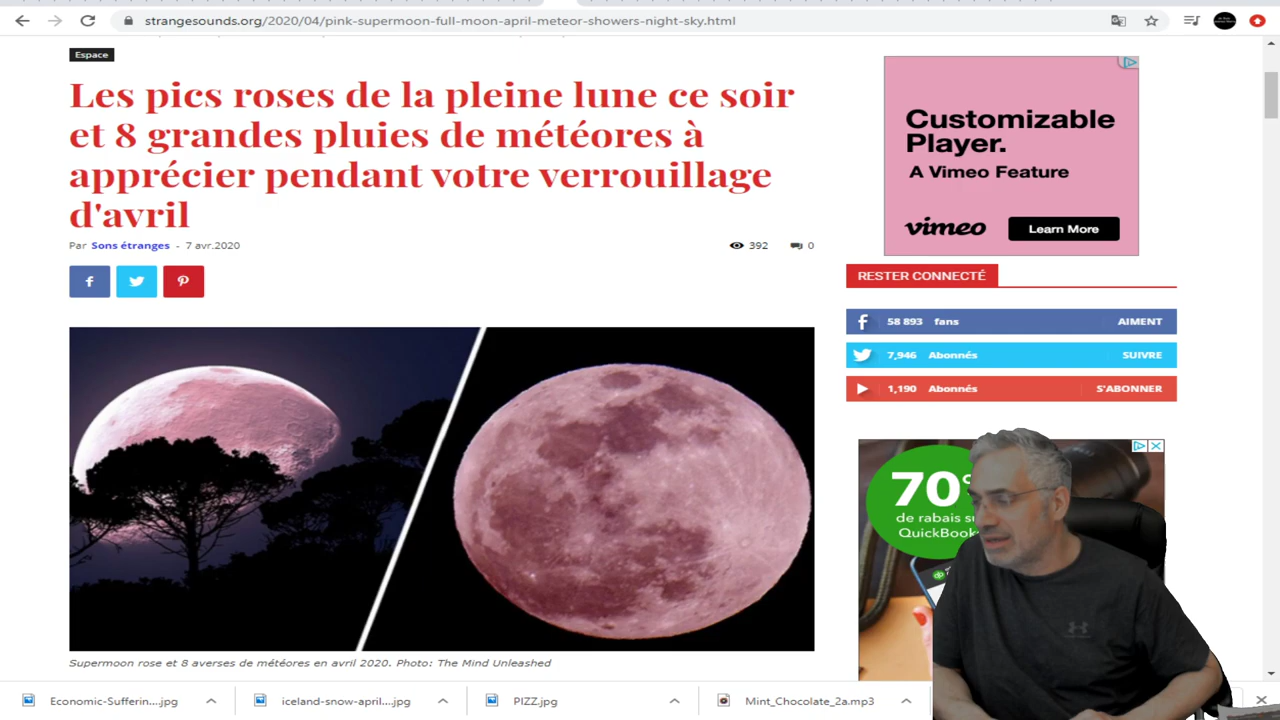 strangesounds.org/2020/04/pink-supermoon-full-moon-april-meteor-showers-night-sky.html
Espace
Les pics roses de la pleine lune ce soir
et 8 grandes pluies de météores à
apprécier pendant votre verrouillage
d'avril
Par Sons étranges - 7 avr.2020
392 0
Supermoon rose et 8 averses de météores en avril 2020. Photo: The Mind Unleashed
Customizable
Player.
A Vimeo Feature
vimeo Learn More
RESTER CONNECTÉ
58 893 fans AIMENT
7,946 Abonnés SUIVRE
1,190 Abonnés S'ABONNER
70
de rabais su
QuickBook
Economic-Sufferin....jpg
iceland-snow-april....jpg
PIZZ.jpg
Mint_Chocolate_2a.mp3